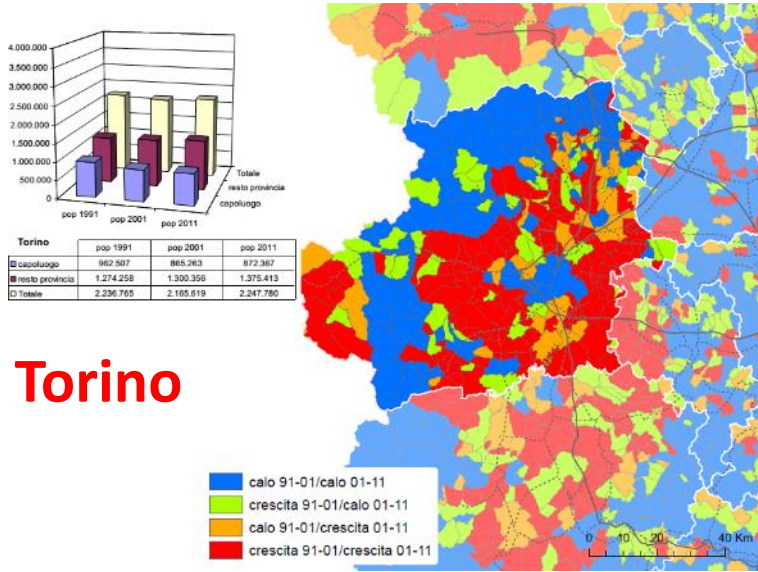 4.000.000
3.500.000
3.000.000
2.500.000
2.000.000
1.500.000
1.000.000
500.000
0
pop 1991
pop 2001
pop 2011
Totale
resto provincia
capoluogo
Torino pop 1991 pop 2001 pop 2011
capoluogo 962.507 865.263 872.367
resto provincia 1.274.258 1.300.356 1.375.413
Totale 2.236.765 2.165.619 2.247.780
Torino
calo 91-01/calo 01-11
crescita 91-01/calo 01-11
calo 91-01/crescita 01-11
crescita 91-01/crescita 01-11
0 10 20 40 Km